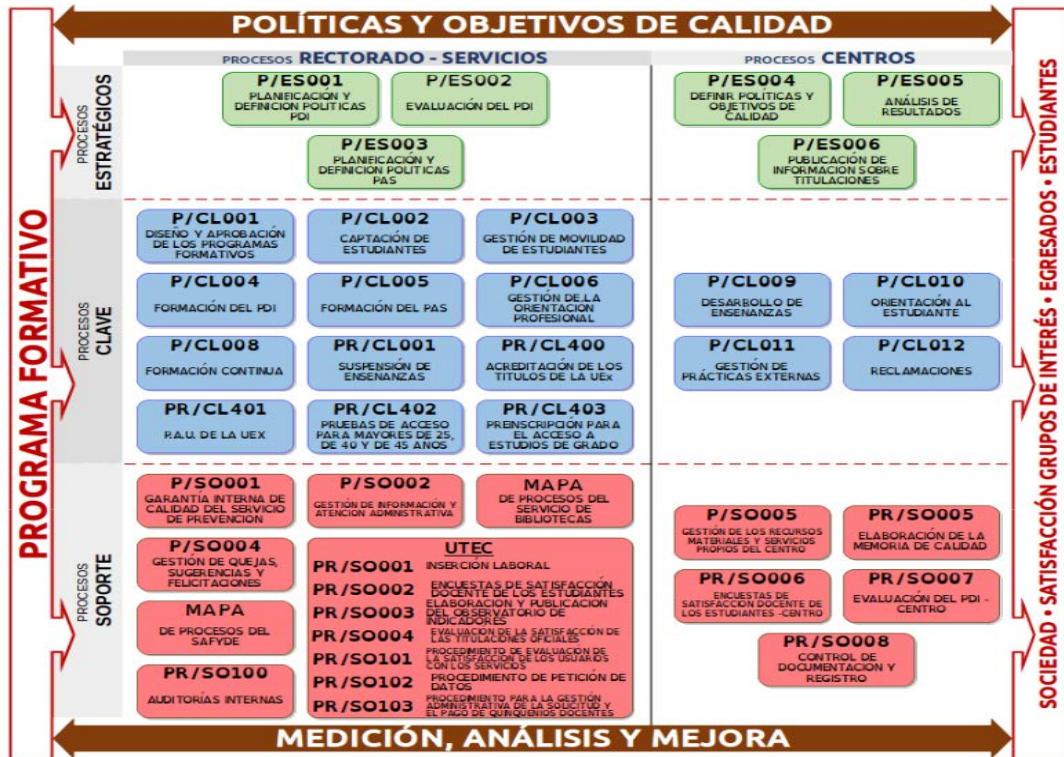 POLÍTICAS Y OBJETIVOS DE CALIDAD
PROGRAMA FORMATIVO
SOCIEDAD • SATISFACCIÓN GRUPOS DE INTERÉS • EGRESADOS • ESTUDIANTES
PROCESOS RECTORADO - SERVICIOS
PROCESOS CENTROS
PROCESOS
ESTRATÉGICOS
P/ES001
PLANIFICACIÓN Y
DEFINICIÓN POLÍTICAS
PDI
P/ES002
EVALUACIÓN DEL PDI
P/ES003
PLANIFICACIÓN Y
DEFINICIÓN POLÍTICAS
PAS
P/ES004
DEFINIR POLÍTICAS Y
OBJETIVOS DE
CALIDAD
P/ES005
ANÁLISIS DE
RESULTADOS
P/ES006
PUBLICACIÓN DE
INFORMACIÓN SOBRE
TITULACIONES
PROCESOS
CLAVE
P/CL001
DISEÑO Y APROBACIÓN
DE LOS PROGRAMAS
FORMATIVOS
P/CL002
CAPTACIÓN DE
ESTUDIANTES
P/CL003
GESTIÓN DE MOVILIDAD
DE ESTUDIANTES
P/CL004
FORMACIÓN DEL PDI
P/CL005
FORMACIÓN DEL PAS
P/CL006
GESTIÓN DE LA
ORIENTACIÓN
PROFESIONAL
P/CL008
FORMACIÓN CONTINUA
PR/CL001
SUSPENSIÓN DE
ENSEÑANZAS
PR/CL400
ACREDITACIÓN DE LOS
TITULOS DE LA UEx
PR/CL401
P.A.U. DE LA UEX
PR/CL402
PRUEBAS DE ACCESO
PARA MAYORES DE 25,
DE 40 Y DE 45 AÑOS
PR/CL403
PREINSCRIPCIÓN PARA
EL ACCESO A
ESTUDIOS DE GRADO
P/CL009
DESARROLLO DE
ENSEÑANZAS
P/CL010
ORIENTACIÓN AL
ESTUDIANTE
P/CL011
GESTIÓN DE
PRÁCTICAS EXTERNAS
P/CL012
RECLAMACIONES
PROCESOS
SOPORTE
P/SO001
GARANTÍA INTERNA DE
CALIDAD DEL SERVICIO
DE PREVENCIÓN
P/SO002
GESTIÓN DE INFORMACIÓN Y
ATENCIÓN ADMINISTRATIVA
MAPA
DE PROCESOS DEL
SERVICIO DE
BIBLIOTECAS
P/SO004
GESTIÓN DE QUEJAS,
SUGERENCIAS Y
FELICITACIONES
MAPA
DE PROCESOS DEL
SAFYDE
PR/SO100
AUDITORÍAS INTERNAS
UTEC
PR/SO001 INSERCIÓN LABORAL
PR/SO002 ENCUESTAS DE SATISFACCIÓN
DOCENTE DE LOS ESTUDIANTES
PR/SO003 ELABORACIÓN Y PUBLICACIÓN
DEL OBSERVATORIO DE
INDICADORES
PR/SO004 EVALUACIÓN DE LA SATISFACCIÓN DE
LAS TITULACIONES OFICIALES
PR/SO101 PROCEDIMIENTO DE EVALUACIÓN DE
LA SATISFACCIÓN DE LOS USUARIOS
CON LOS SERVICIOS
PR/SO102 PROCEDIMIENTO DE PETICIÓN DE
DATOS
PR/SO103 PROCEDIMIENTO PARA LA GESTIÓN
ADMINISTRATIVA DE LA SOLICITUD Y
EL PAGO DE QUINQUENIOS DOCENTES
P/SO005
GESTIÓN DE LOS RECURSOS
MATERIALES Y SERVICIOS
PROPIOS DEL CENTRO
PR/SO005
ELABORACIÓN DE LA
MEMORIA DE CALIDAD
PR/SO006
ENCUESTAS DE
SATISFACCIÓN DOCENTE DE
LOS ESTUDIANTES -CENTRO
PR/SO007
EVALUACIÓN DEL PDI -
CENTRO
PR/SO008
CONTROL DE
DOCUMENTACIÓN Y
REGISTRO
MEDICIÓN, ANÁLISIS Y MEJORA